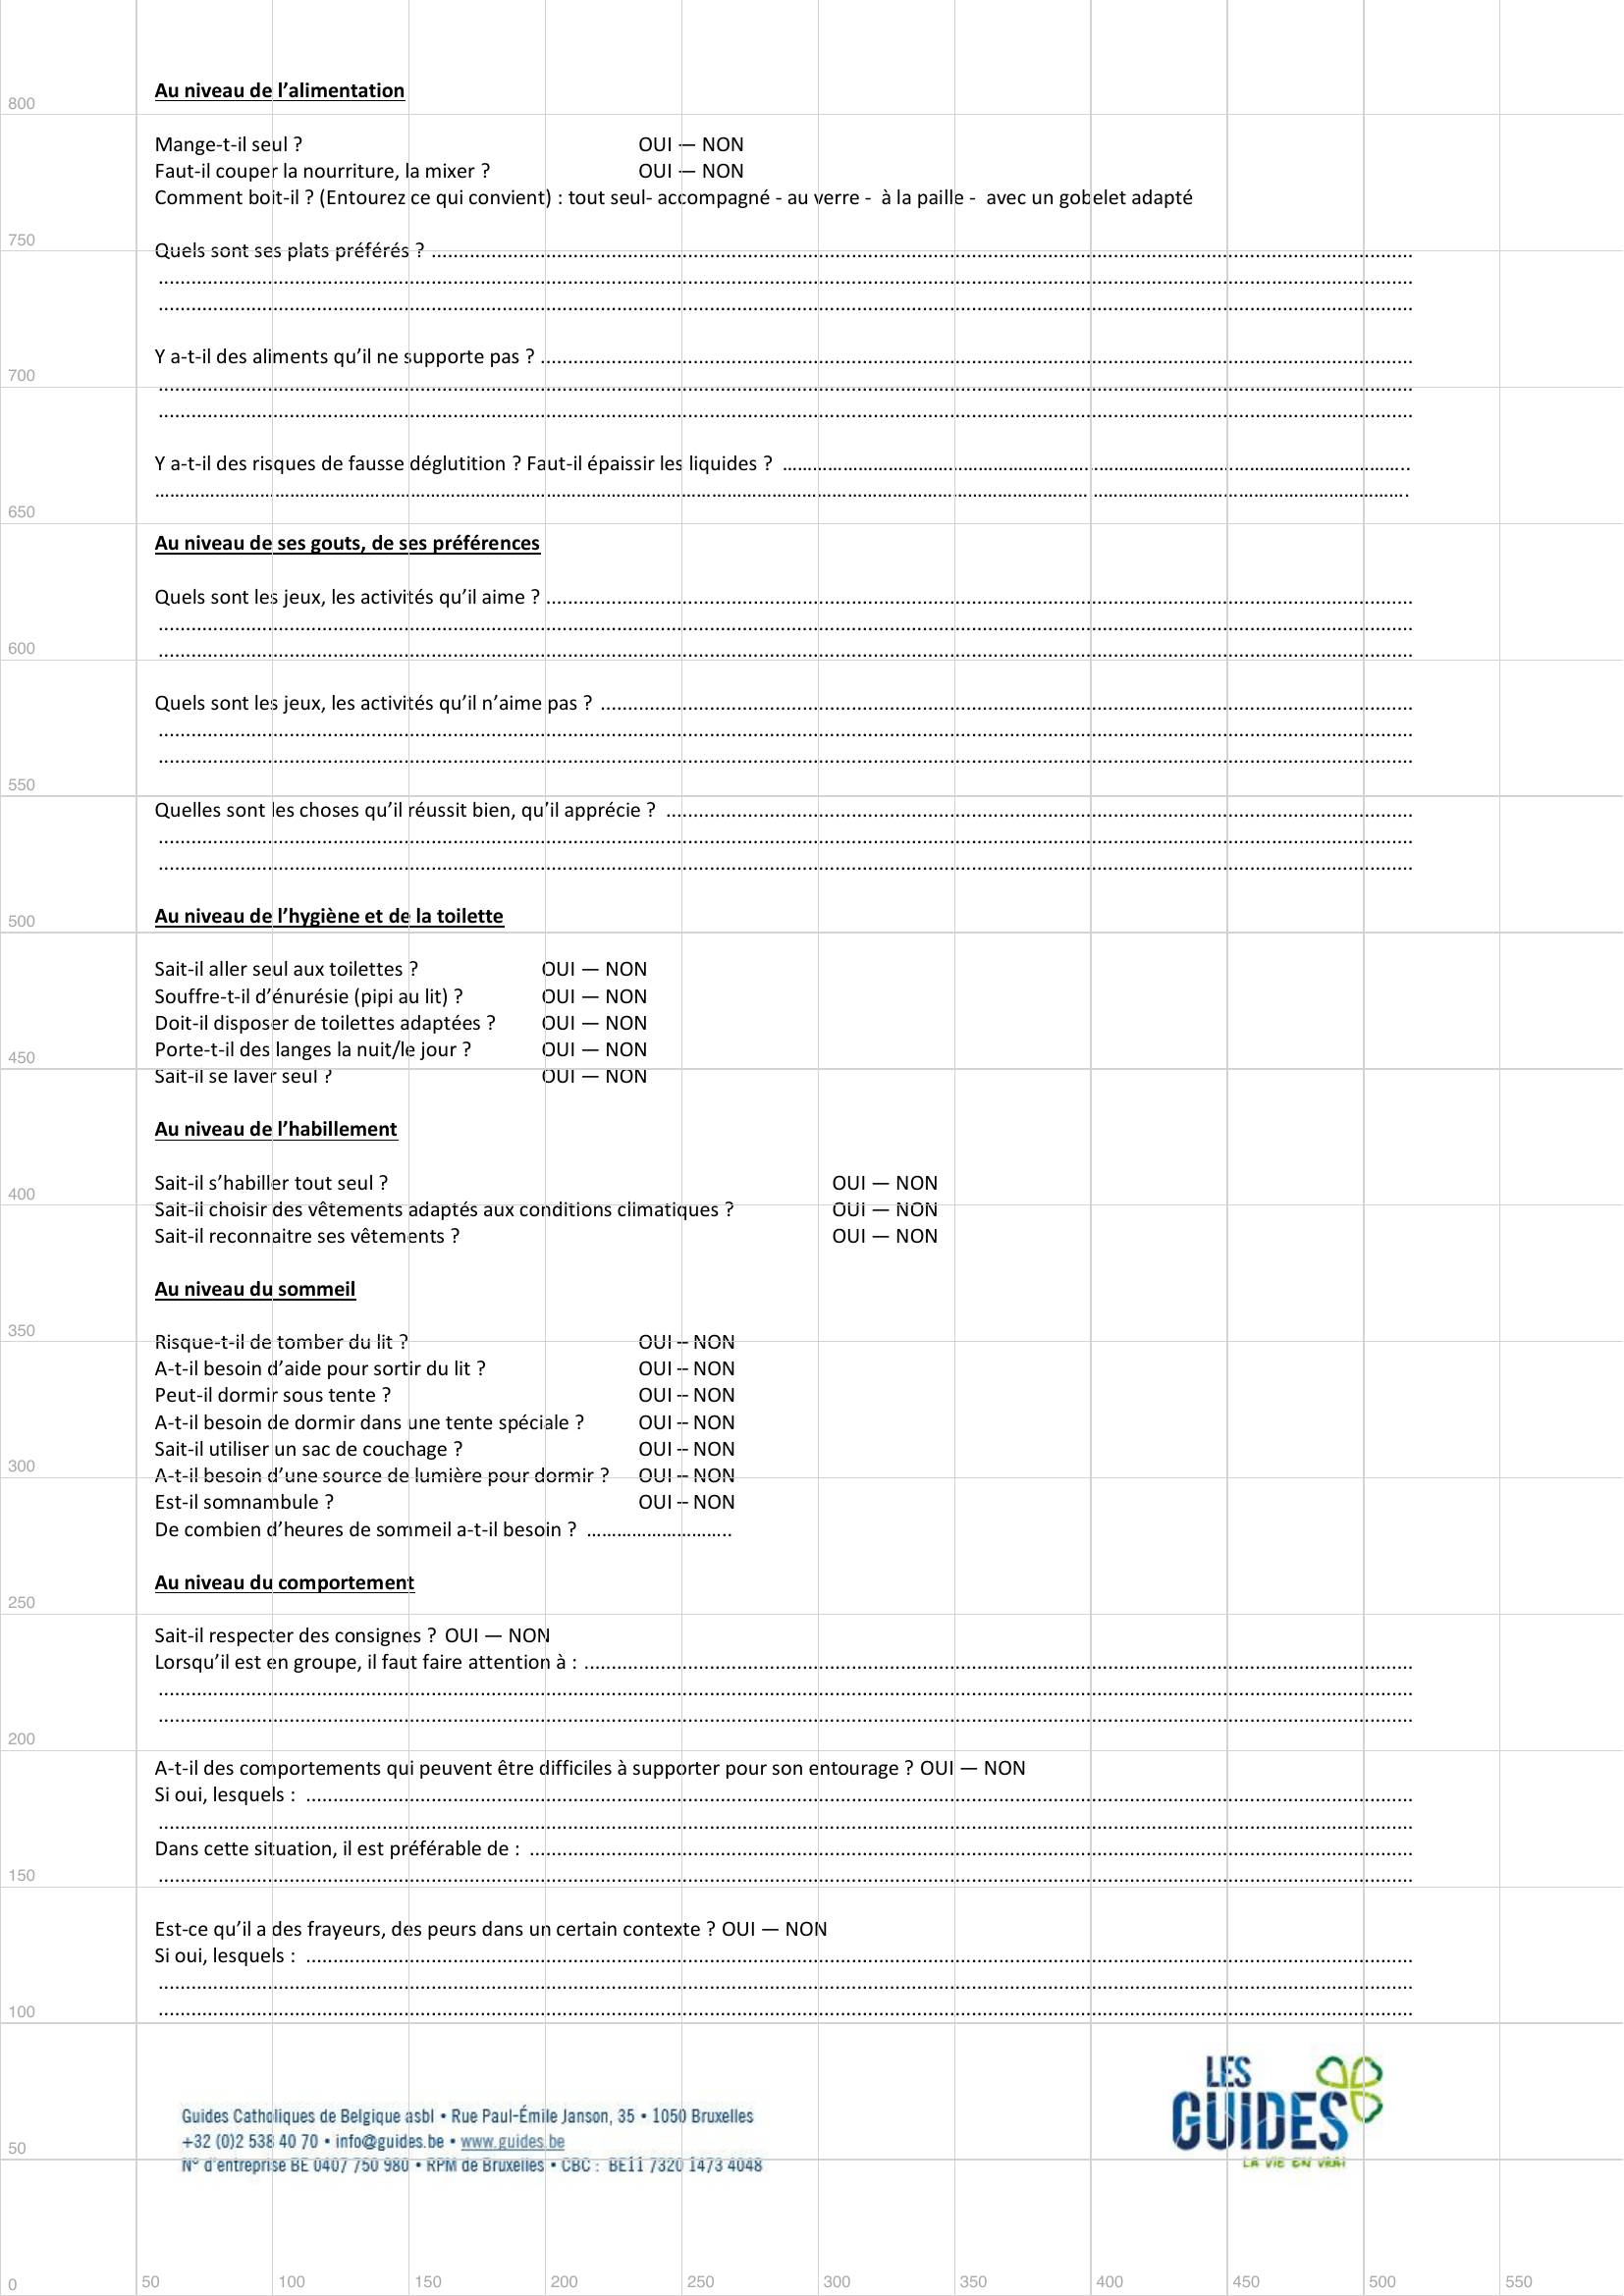 Au niveau de l’alimentation
800
Mange-t-il seul ? OUI — NON
Faut-il couper la nourriture, la mixer ? OUI — NON
Comment boit-il ? (Entourez ce qui convient) : tout seul- accompagné - au verre - à la paille - avec un gobelet adapté
750
Quels sont ses plats préférés ? ................................................................
................................................................
................................................................
Y a-t-il des aliments qu’il ne supporte pas ? ................................................................
700
................................................................
................................................................
Y a-t-il des risques de fausse déglutition ? Faut-il épaissir les liquides ? ................................................................
................................................................
650
Au niveau de ses gouts, de ses préférences
Quels sont les jeux, les activités qu’il aime ? ................................................................
................................................................
600
................................................................
Quels sont les jeux, les activités qu’il n’aime pas ? ................................................................
................................................................
................................................................
550
Quelles sont les choses qu’il réussit bien, qu’il apprécie ? ................................................................
................................................................
................................................................
Au niveau de l’hygiène et de la toilette
500
Sait-il aller seul aux toilettes ? OUI — NON
Souffre-t-il d’énurésie (pipi au lit) ? OUI — NON
Doit-il disposer de toilettes adaptées ? OUI — NON
Porte-t-il des langes la nuit/le jour ? OUI — NON
450
Sait-il se laver seul ? OUI — NON
Au niveau de l’habillement
Sait-il s’habiller tout seul ? OUI — NON
400
Sait-il choisir des vêtements adaptés aux conditions climatiques ? OUI — NON
Sait-il reconnaitre ses vêtements ? OUI — NON
Au niveau du sommeil
350
Risque-t-il de tomber du lit ? OUI -- NON
A-t-il besoin d’aide pour sortir du lit ? OUI -- NON
Peut-il dormir sous tente ? OUI -- NON
A-t-il besoin de dormir dans une tente spéciale ? OUI -- NON
Sait-il utiliser un sac de couchage ? OUI -- NON
300
A-t-il besoin d’une source de lumière pour dormir ? OUI -- NON
Est-il somnambule ? OUI -- NON
De combien d’heures de sommeil a-t-il besoin ? ............................
Au niveau du comportement
250
Sait-il respecter des consignes ? OUI — NON
Lorsqu’il est en groupe, il faut faire attention à : ................................................................
................................................................
................................................................
200
A-t-il des comportements qui peuvent être difficiles à supporter pour son entourage ? OUI — NON
Si oui, lesquels : ................................................................
................................................................
Dans cette situation, il est préférable de : ................................................................
150
................................................................
Est-ce qu’il a des frayeurs, des peurs dans un certain contexte ? OUI — NON
Si oui, lesquels : ................................................................
................................................................
100
................................................................
LES
GUIDES
LA VIE EN VRAI
Guides Catholiques de Belgique asbl • Rue Paul-Émile Janson, 35 • 1050 Bruxelles
+32 (0)2 538 40 70 • info@guides.be • www.guides.be
50
N° d’entreprise BE 0407 750 980 • RPM de Bruxelles • CBC : BE11 7320 1473 4048
0 50 100 150 200 250 300 350 400 450 500 550